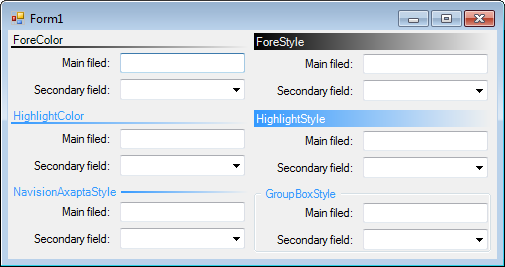 Form1
ForeColor
Main filed:
Secondary field:
HighlightColor
Main filed:
Secondary field:
NavisionAxaptaStyle
Main filed:
Secondary field:
ForeStyle
Main filed:
Secondary field:
HighlightStyle
Main filed:
Secondary field:
GroupBoxStyle
Main filed:
Secondary field: